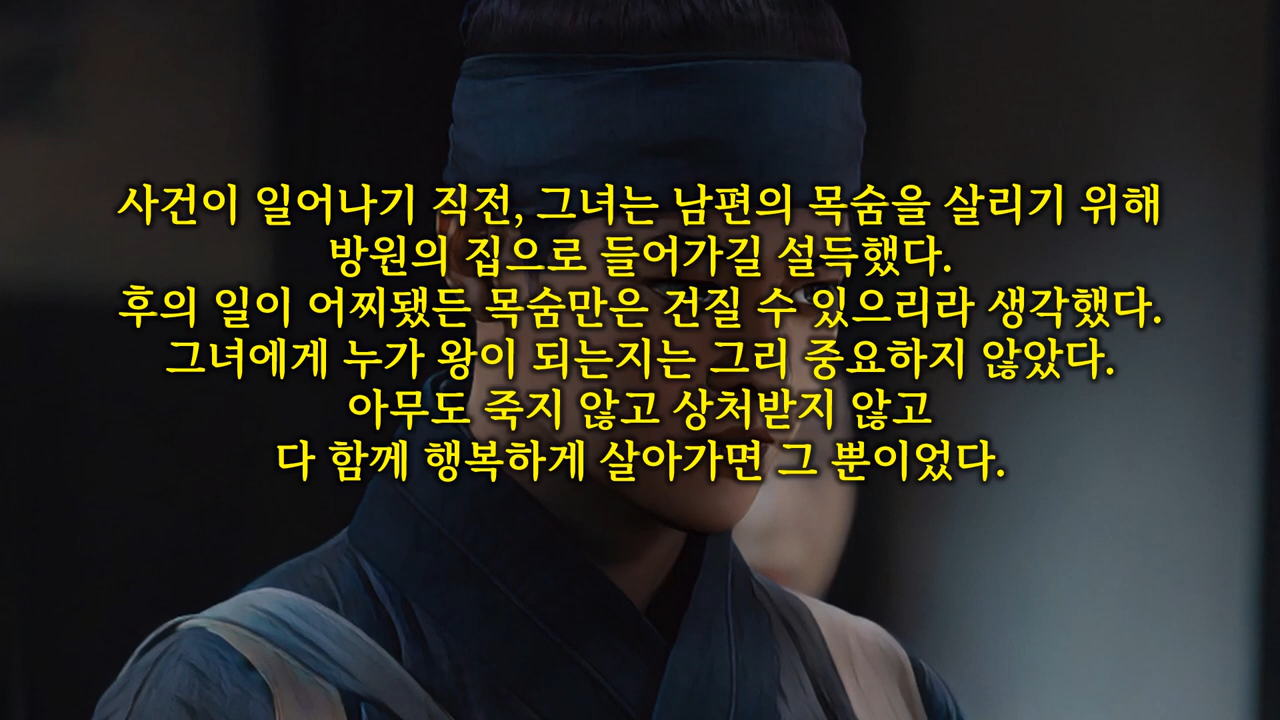 사건이 일어나기 직전, 그녀는 남편의 목숨을 살리기 위해
방원의 집으로 들어가길 설득했다.
후의 일이 어찌됐든 목숨만은 건질 수 있으리라 생각했다.
그녀에게 누가 왕이 되는지는 그리 중요하지 않았다.
아무도 죽지 않고 상처받지 않고
다 함께 행복하게 살아가면 그 뿐이었다.